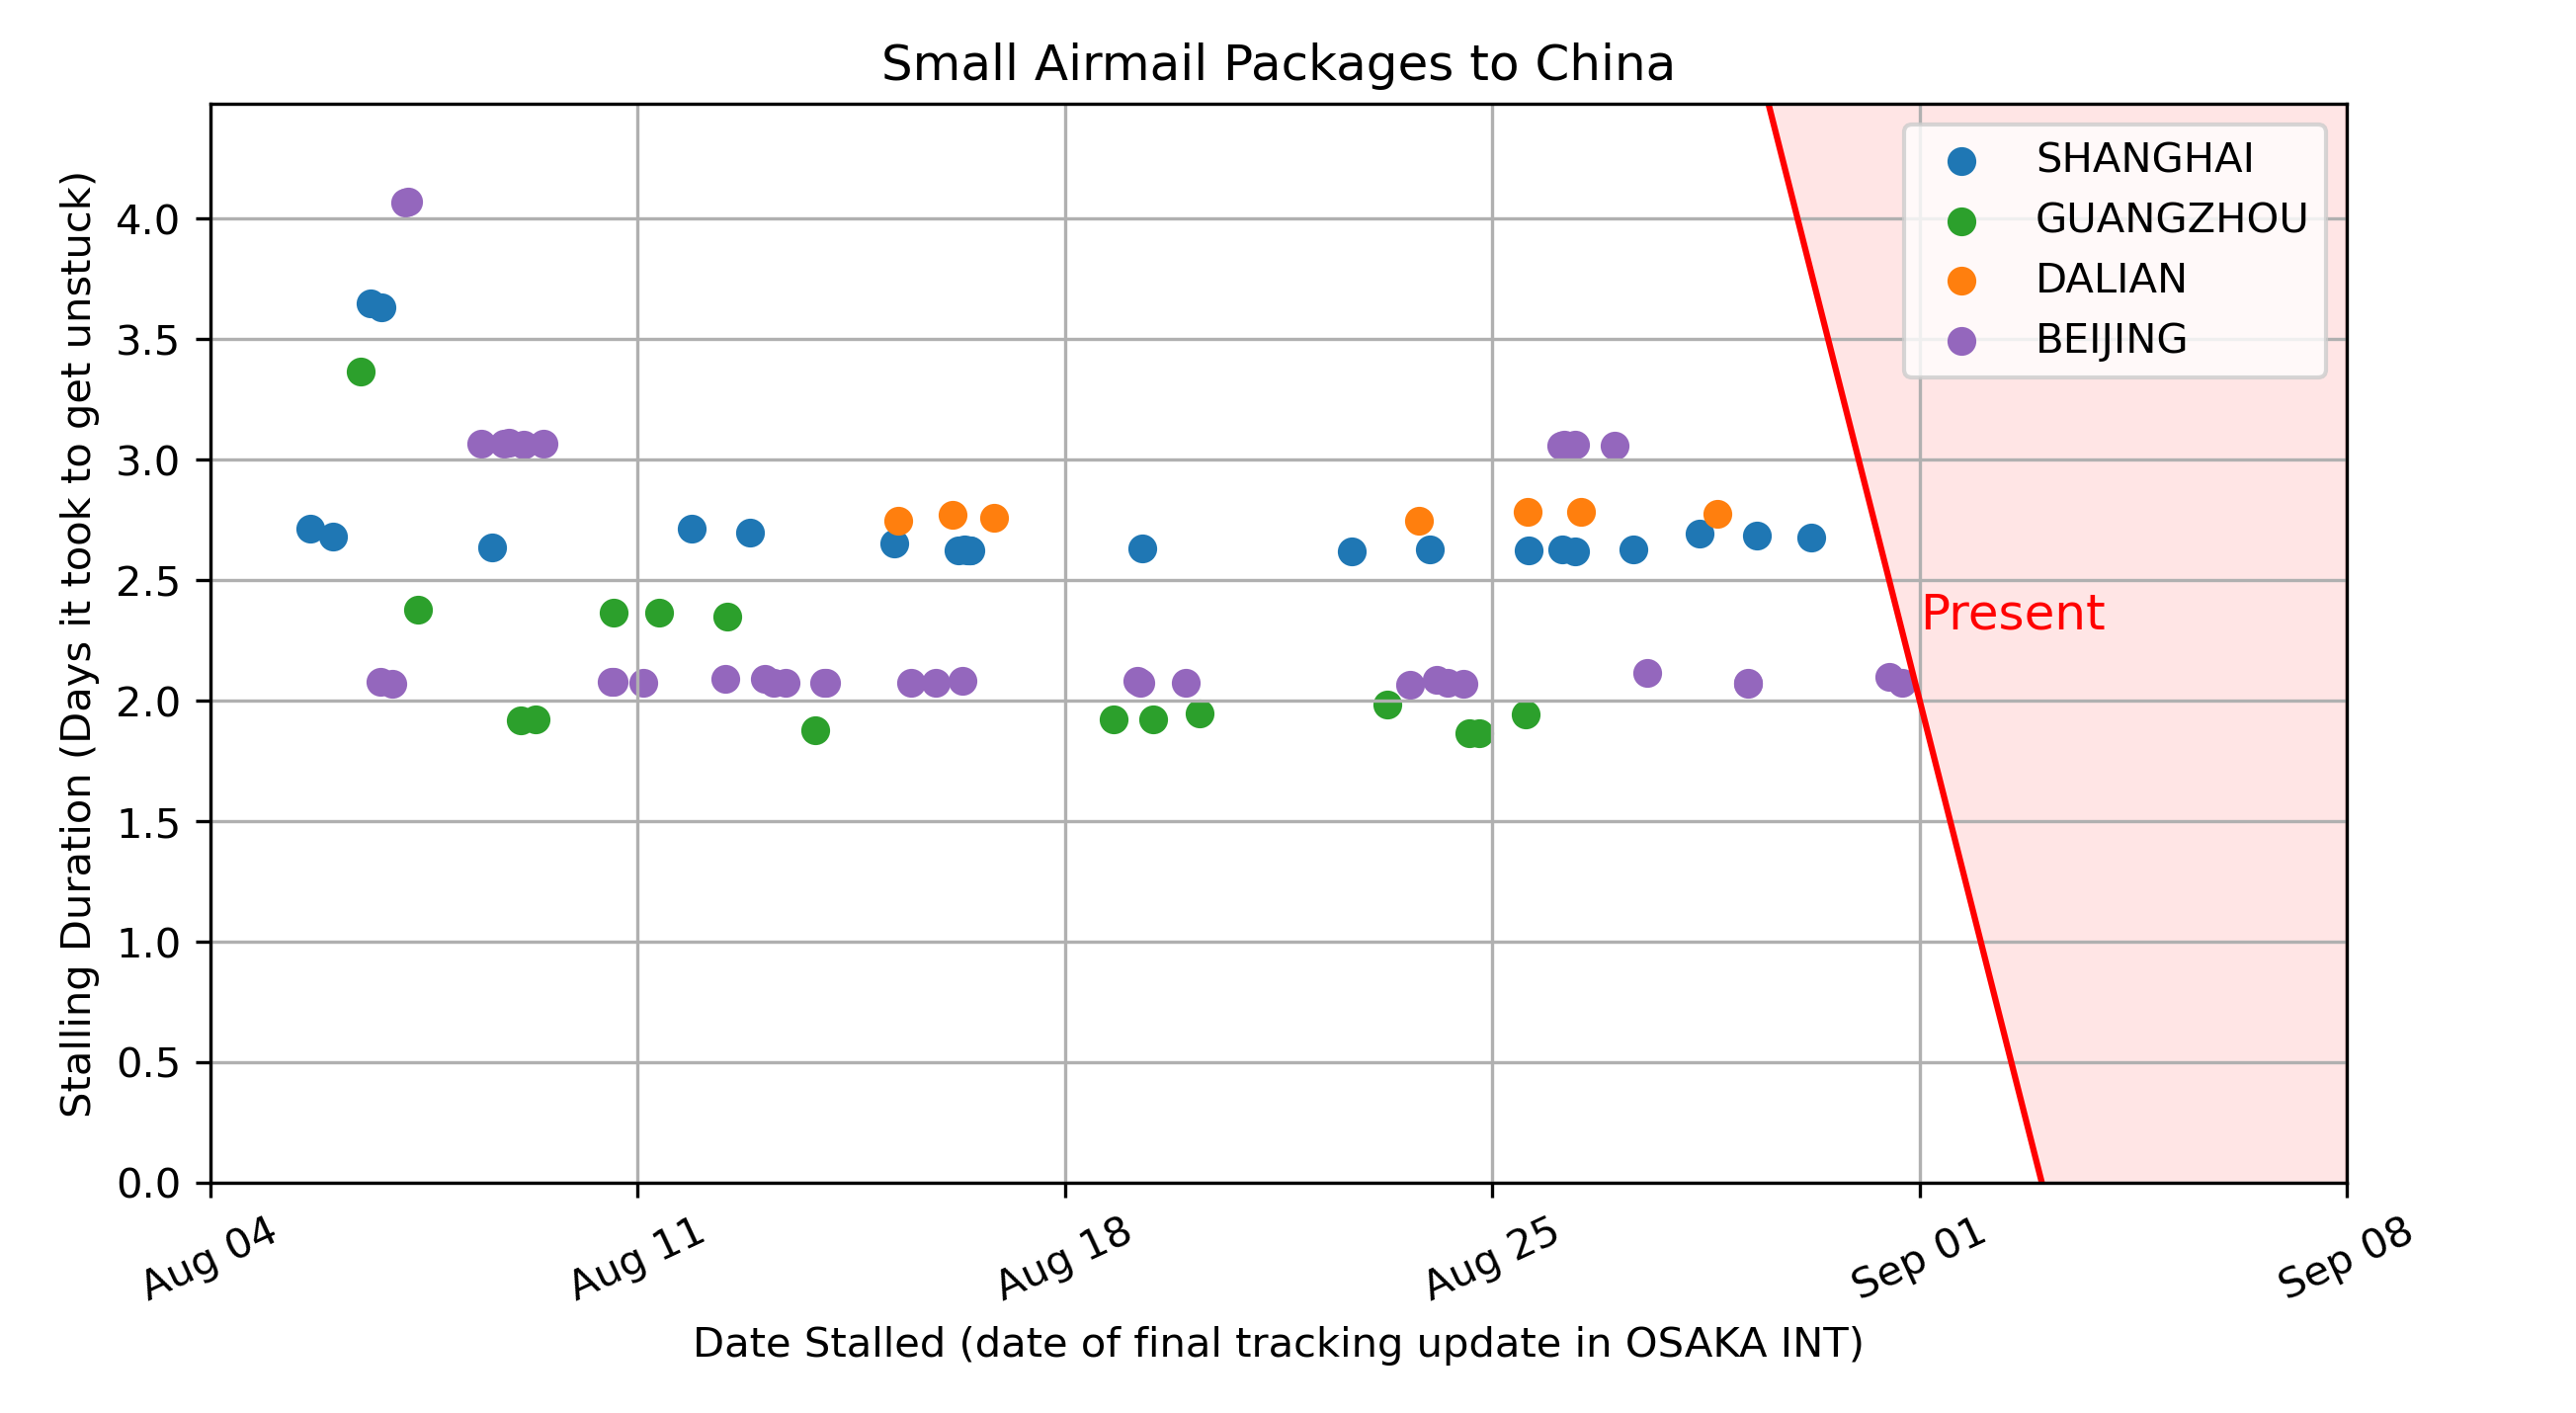 Small Airmail Packages to China
Stalling Duration (Days it took to get unstuck)
4.0
3.5
3.0
2.5
2.0
1.5
1.0
0.5
0.0
SHANGHAI
GUANGZHOU
DALIAN
BEIJING
Present
Aug 04
Aug 11
Aug 18
Aug 25
Sep 01
Sep 08
Date Stalled (date of final tracking update in OSAKA INT)